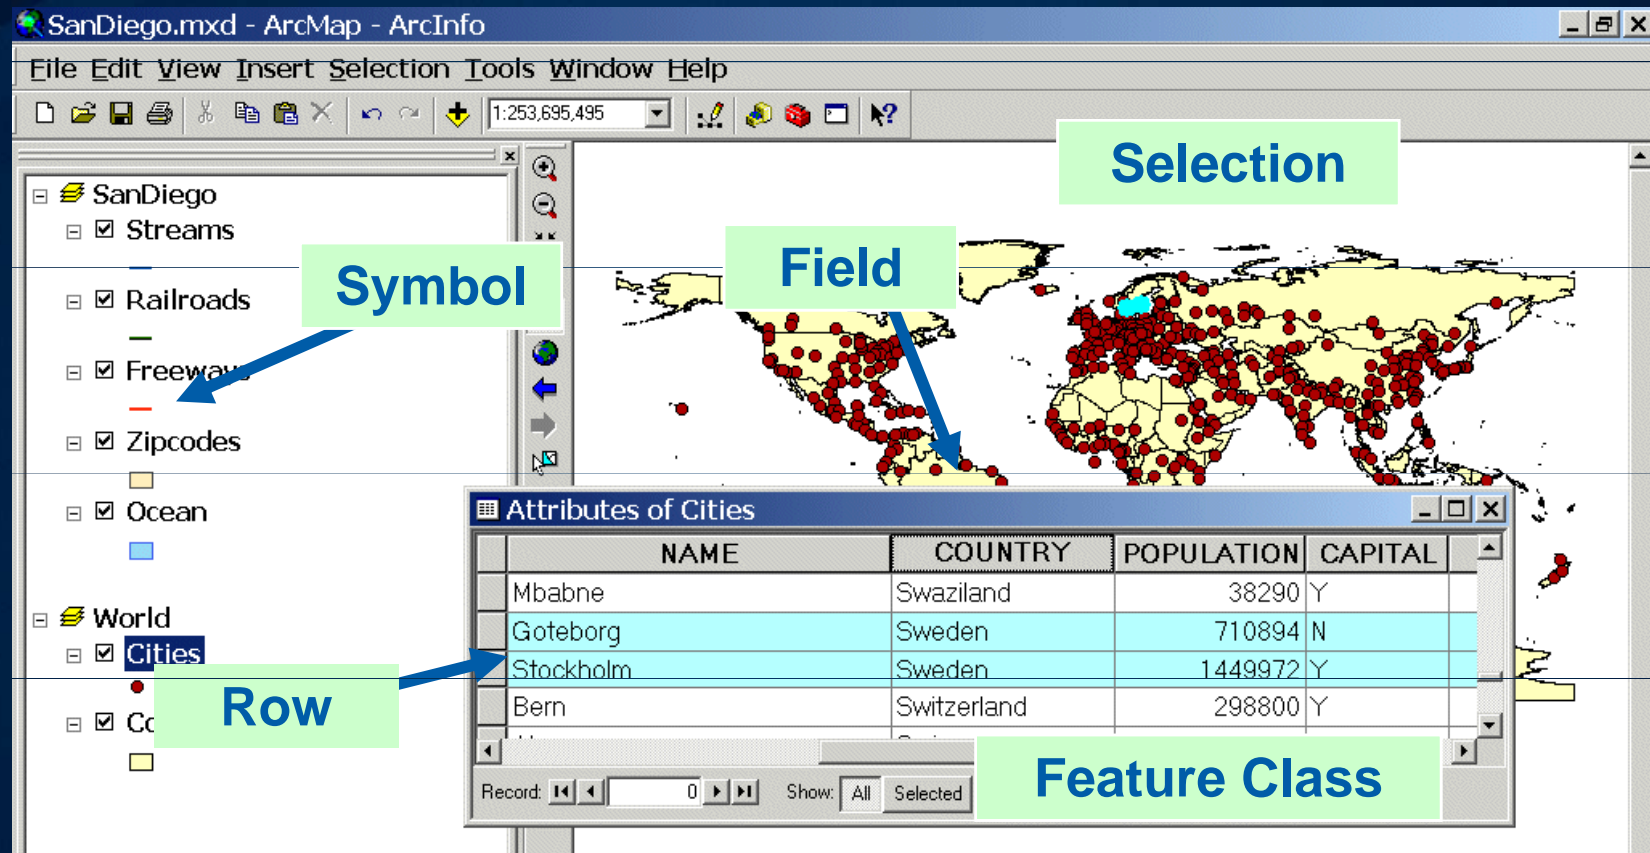 SanDiego.mxd - ArcMap - ArcInfo
File Edit View Insert Selection Tools Window Help
1:253,695,495
Selection
SanDiego
Streams
Symbol
Field
Railroads
Freeways
Zipcodes
Ocean
World
Cities
Row
Attributes of Cities
NAME COUNTRY POPULATION CAPITAL
Mbabne Swaziland 38290 Y
Goteborg Sweden 710894 N
Stockholm Sweden 1449972 Y
Bern Switzerland 298800 Y
Feature Class
Record: 0 Show: All Selected